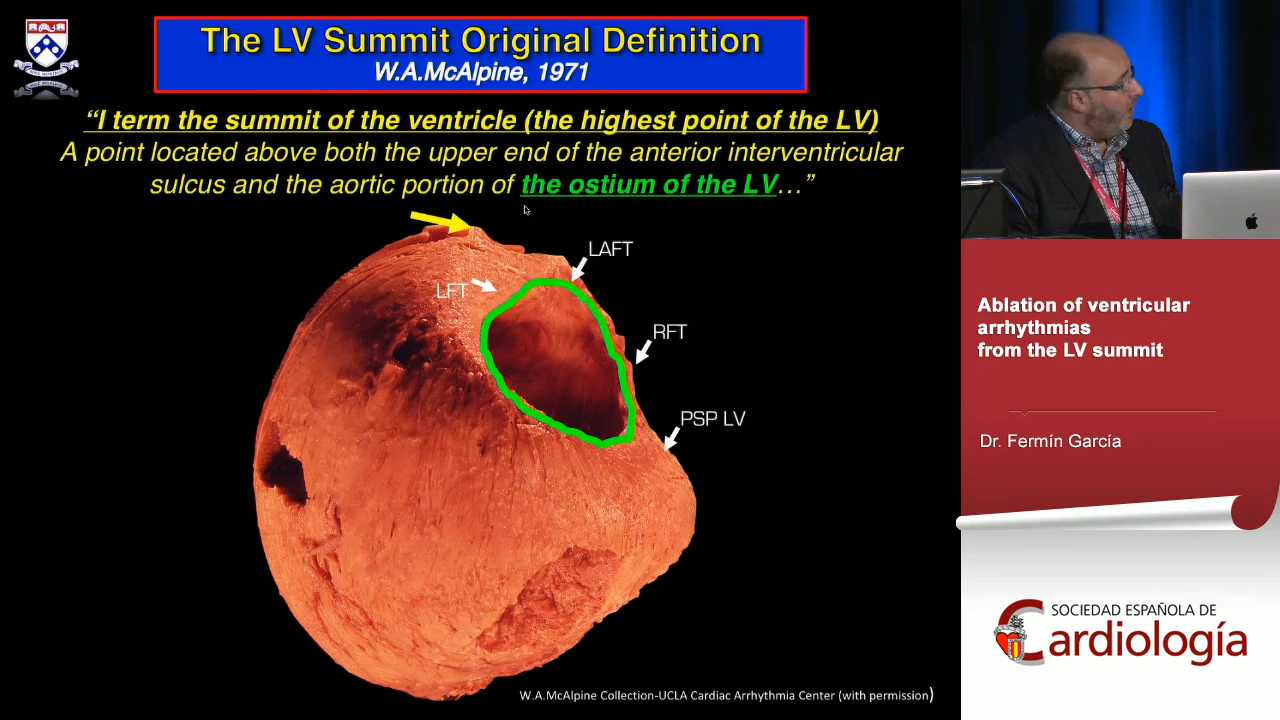 The LV Summit Original Definition
W.A.McAlpine, 1971
“I term the summit of the ventricle (the highest point of the LV)
A point located above both the upper end of the anterior interventricular
sulcus and the aortic portion of the ostium of the LV…”
LAFT
LFT
RFT
PSP LV
W.A.McAlpine Collection-UCLA Cardiac Arrhythmia Center (with permission)
Ablation of ventricular
arrhythmias
from the LV summit
Dr. Fermín García
SOCIEDAD ESPAÑOLA DE
Cardiología